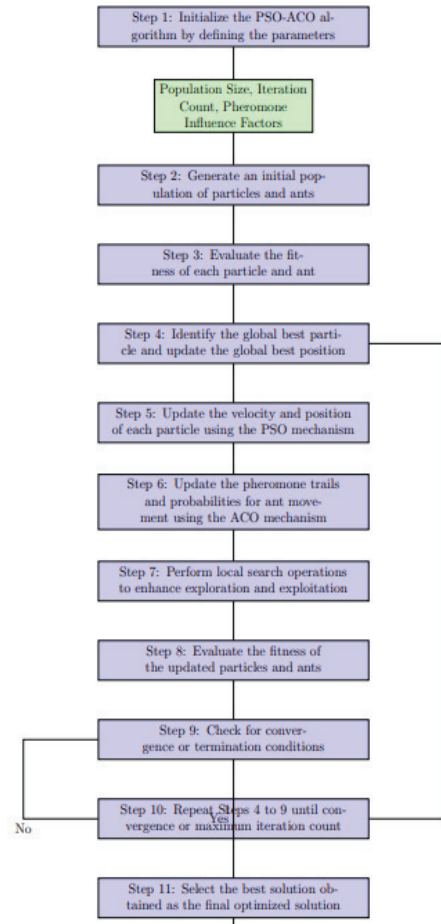 Step 1: Initialize the PSO-ACO al-
gorithm by defining the parameters
Population Size, Iteration
Count, Pheromone
Influence Factors
Step 2: Generate an initial pop-
ulation of particles and ants
Step 3: Evaluate the fit-
ness of each particle and ant
Step 4: Identify the global best parti-
cle and update the global best position
Step 5: Update the velocity and position
of each particle using the PSO mechanism
Step 6: Update the pheromone trails
and probabilities for ant move-
ment using the ACO mechanism
Step 7: Perform local search operations
to enhance exploration and exploitation
Step 8: Evaluate the fitness of
the updated particles and ants
Step 9: Check for conver-
gence or termination conditions
Step 10: Repeat Steps 4 to 9 until con-
vergence or maximum iteration count
Yes
No
Step 11: Select the best solution ob-
tained as the final optimized solution